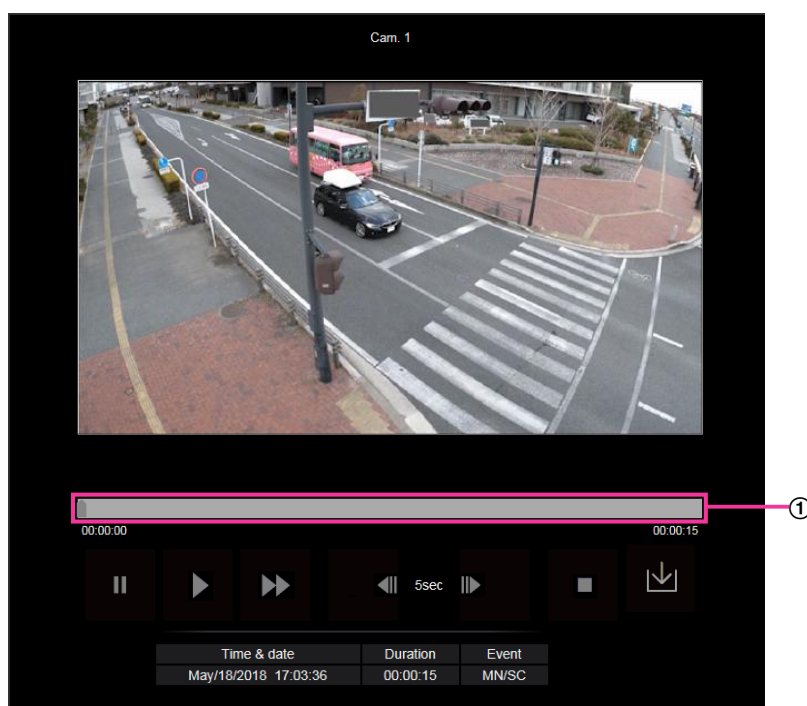 Cam. 1
①
00:00:00 00:00:15
5sec
Time & date Duration Event
May/18/2018 17:03:36 00:00:15 MN/SC